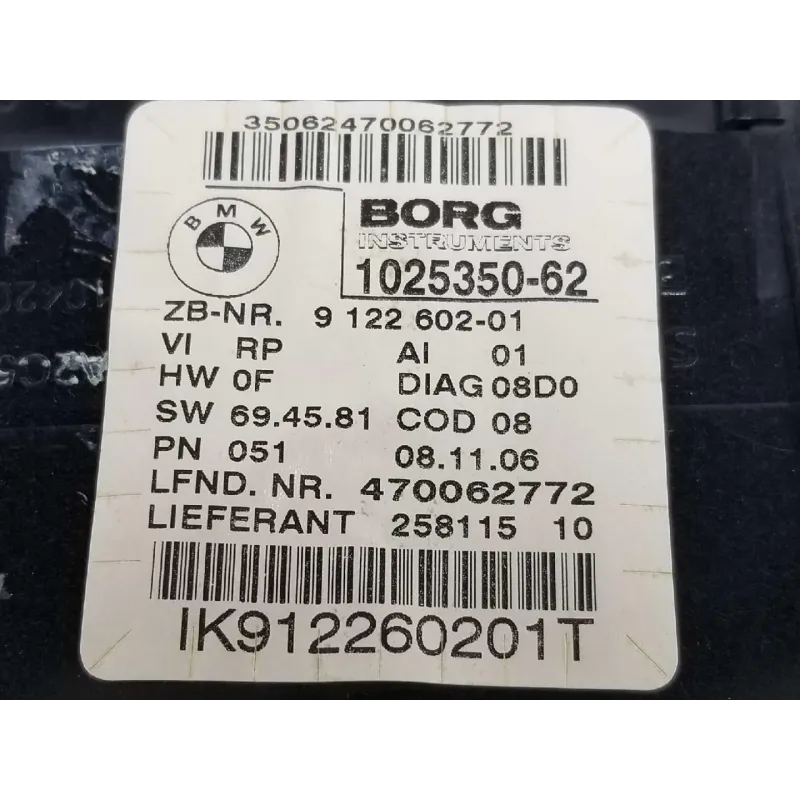 35062470062772
BMW
BORG
INSTRUMENTS
1025350-62
ZB-NR. 9 122 602-01
VI RP AI 01
HW 0F DIAG 08D0
SW 69.45.81 COD 08
PN 051 08.11.06
LFND. NR. 470062772
LIEFERANT 258115 10
IK912260201T